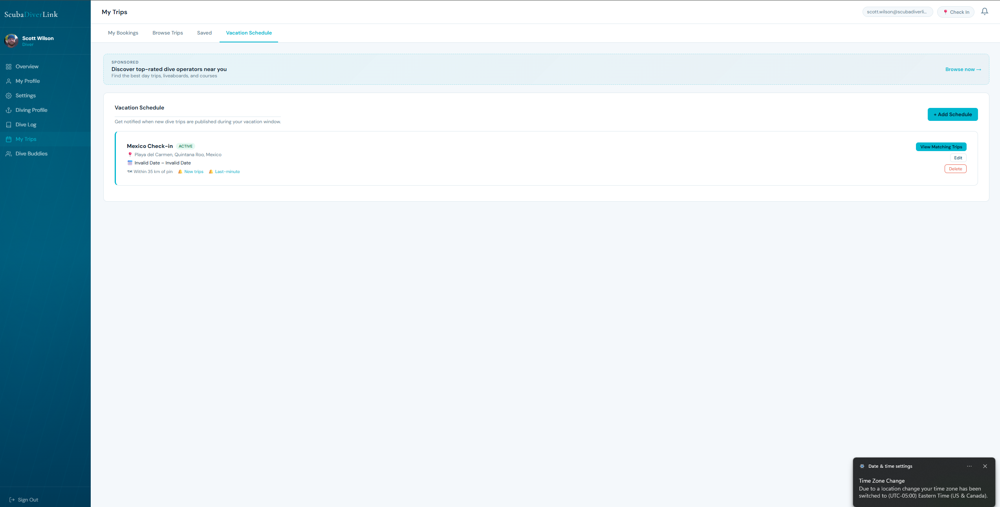 ScubaDiverLink
Scott Wilson
Diver
Overview
My Profile
Settings
Diving Profile
Dive Log
My Trips
Dive Buddies
Sign Out
My Trips
scott.wilson@scubadiverli...
Check In
My Bookings
Browse Trips
Saved
Vacation Schedule
SPONSORED
Discover top-rated dive operators near you
Find the best day trips, liveaboards, and courses
Browse now →
Vacation Schedule
Get notified when new dive trips are published during your vacation window.
+ Add Schedule
Mexico Check-in ACTIVE
Playa del Carmen, Quintana Roo, Mexico
Invalid Date – Invalid Date
Within 35 km of pin New trips Last-minute
View Matching Trips
Edit
Delete
Date & time settings
Time Zone Change
Due to a location change your time zone has been
switched to (UTC-05:00) Eastern Time (US & Canada).